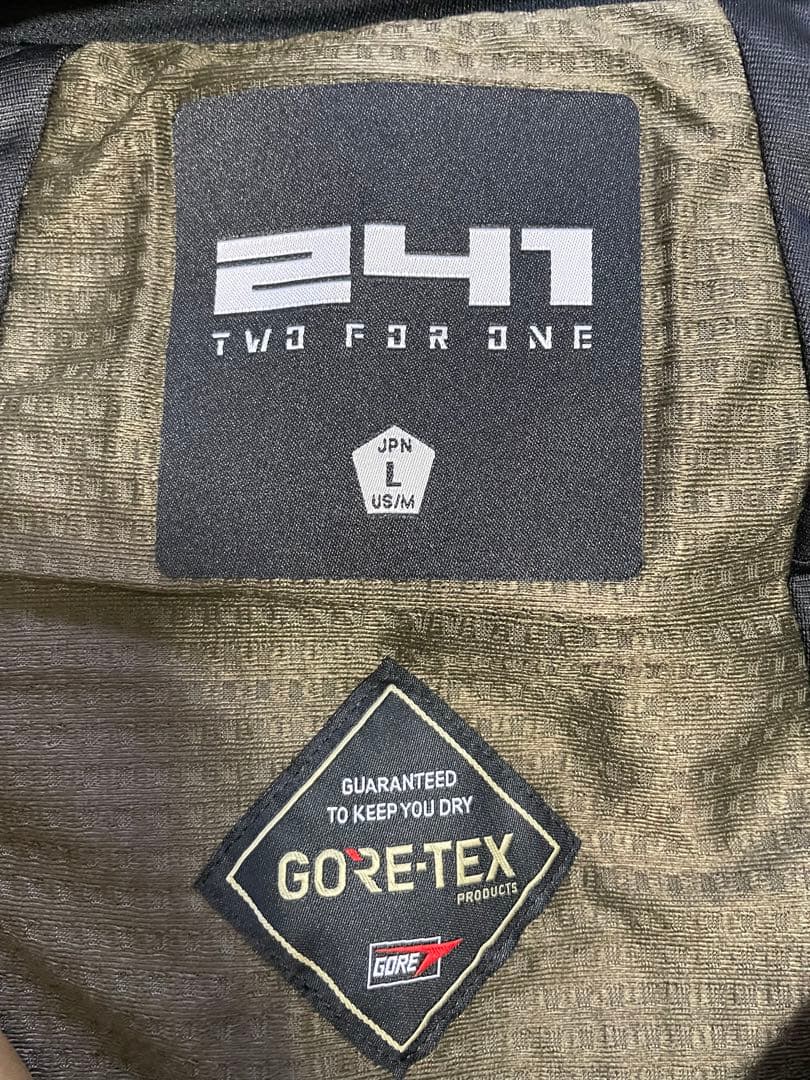 241
TWO FOR ONE
JPN
L
US/M
GUARANTEED
TO KEEP YOU DRY
GORE-TEX
PRODUCTS
GORE